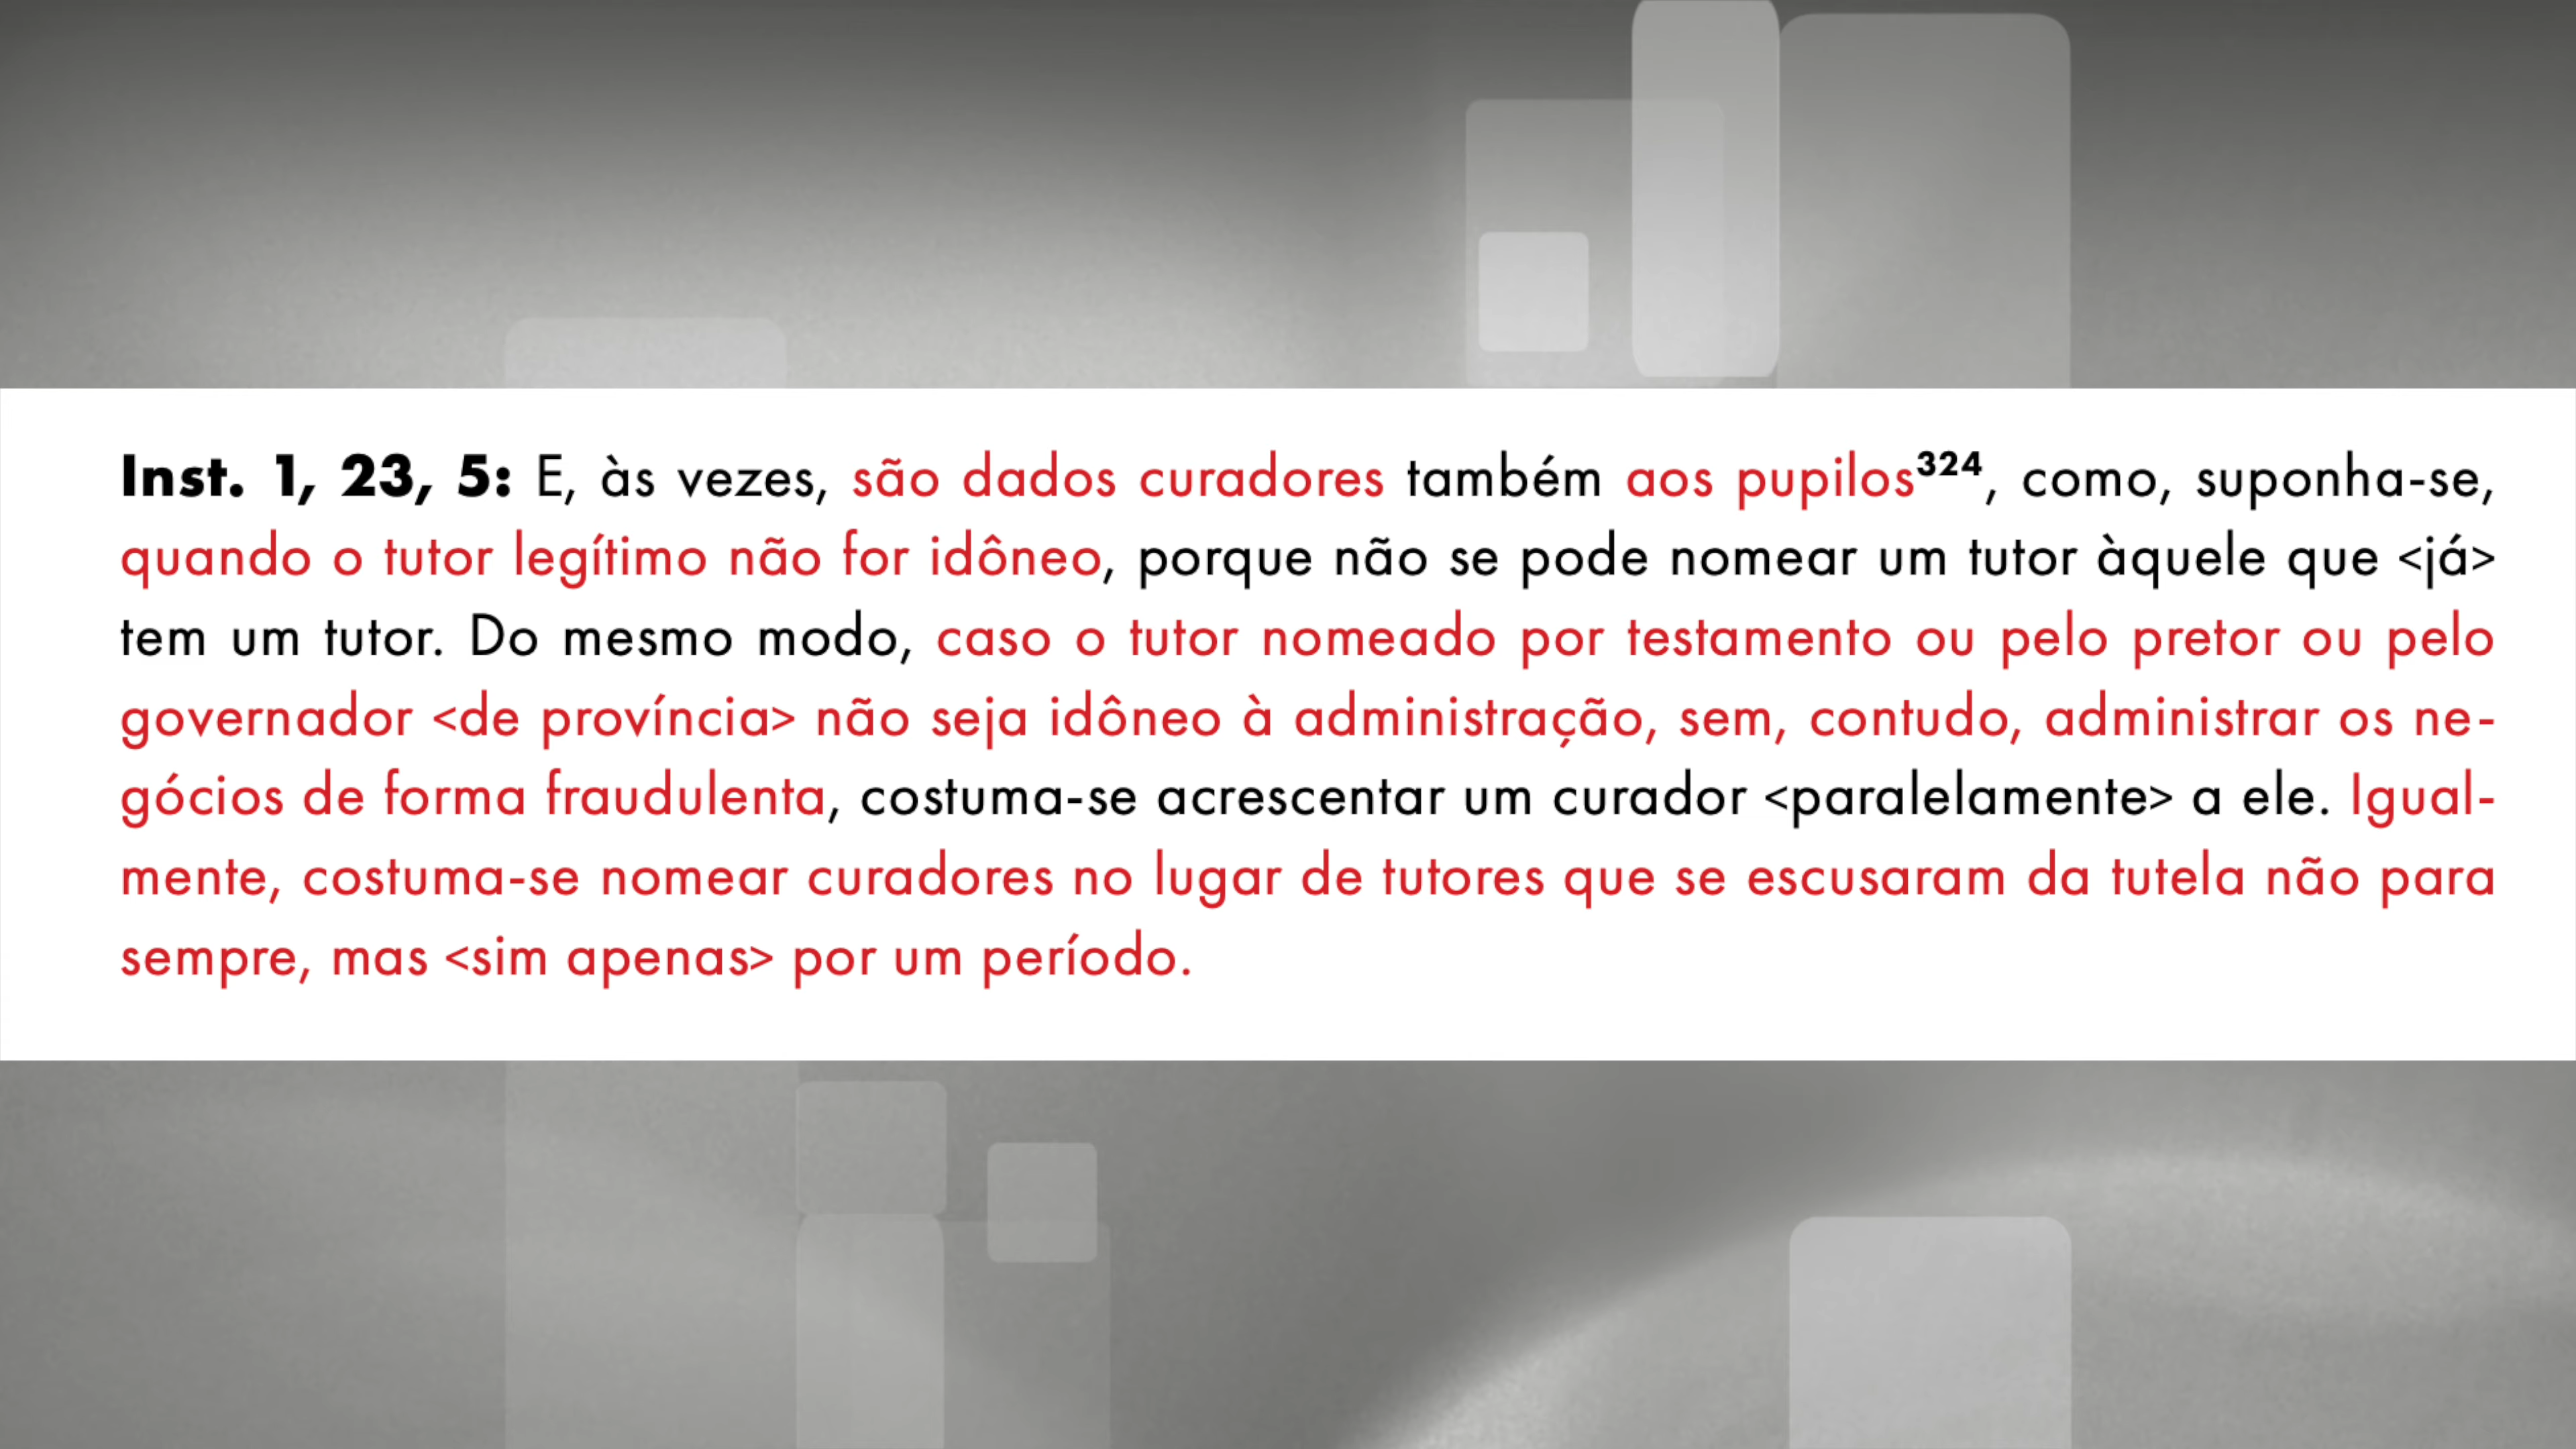 Inst. 1, 23, 5: E, às vezes, são dados curadores também aos pupilos³²⁴, como, suponha-se,
quando o tutor legítimo não for idôneo, porque não se pode nomear um tutor àquele que <já>
tem um tutor. Do mesmo modo, caso o tutor nomeado por testamento ou pelo pretor ou pelo
governador <de província> não seja idôneo à administração, sem, contudo, administrar os ne-
gócios de forma fraudulenta, costuma-se acrescentar um curador <paralelamente> a ele. Igual-
mente, costuma-se nomear curadores no lugar de tutores que se escusaram da tutela não para
sempre, mas <sim apenas> por um período.